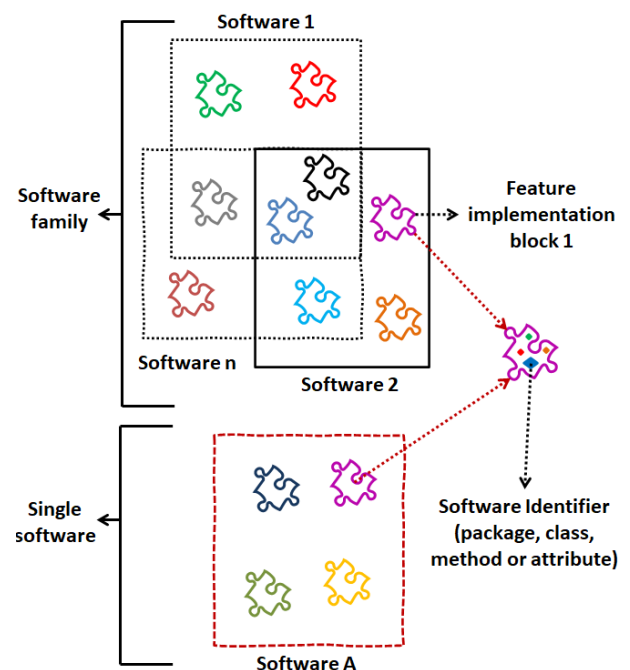 Software 1
Software
family
Feature
implementation
block 1
Software n
Software 2
Single
software
Software Identifier
(package, class,
method or attribute)
Software A